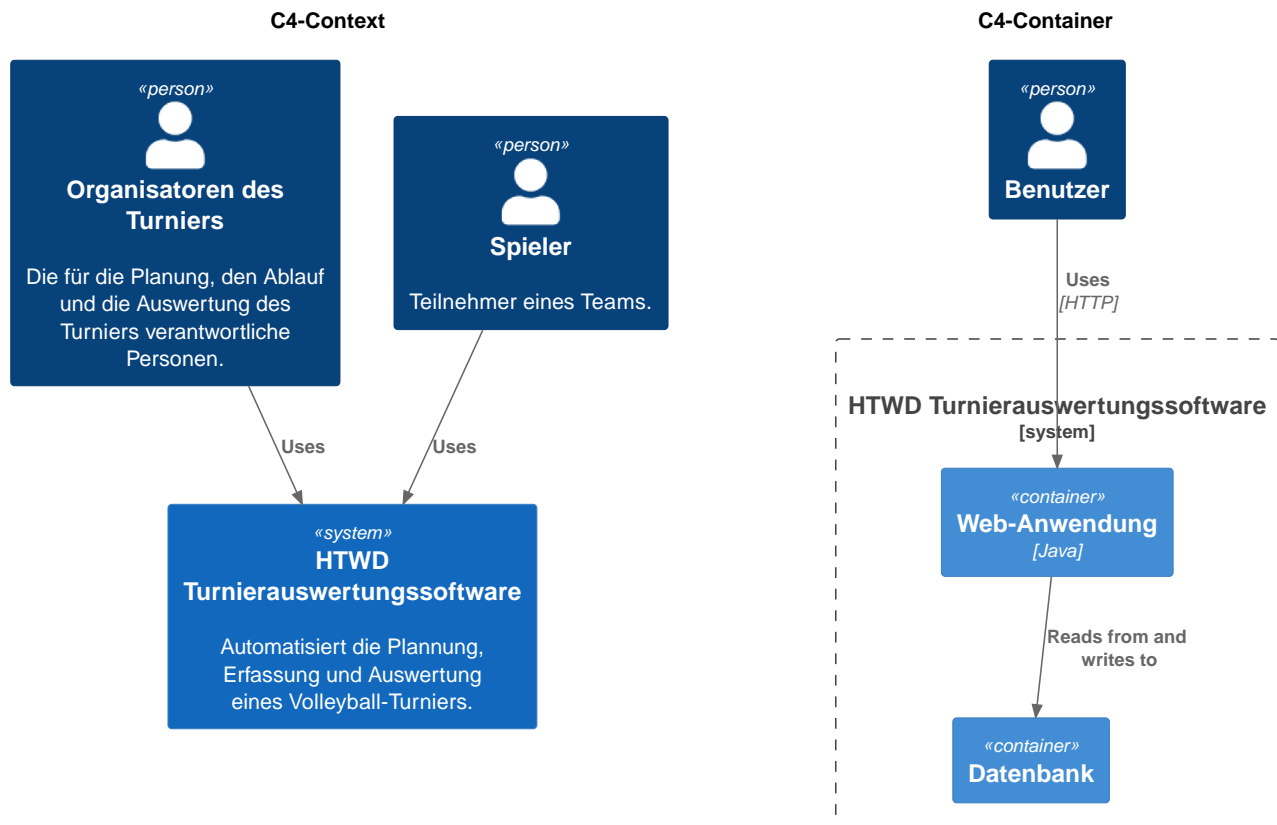 C4-Context
«person»
Organisatoren des
Turniers
Die für die Planung, den Ablauf
und die Auswertung des
Turniers verantwortliche
Personen.
«person»
Spieler
Teilnehmer eines Teams.
Uses
Uses
«system»
HTWD
Turnierauswertungssoftware
Automatisiert die Plannung,
Erfassung und Auswertung
eines Volleyball-Turniers.
C4-Container
«person»
Benutzer
Uses
[HTTP]
HTWD Turnierauswertungssoftware
[system]
«container»
Web-Anwendung
[Java]
Reads from and
writes to
«container»
Datenbank